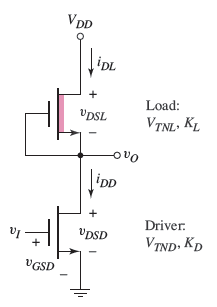 V_DD
i_DL
+
v_DSL
−
Load:
V_TNL, K_L
v_O
i_DD
+
v_DSD
−
Driver:
V_TND, K_D
v_I
+
v_GSD
−